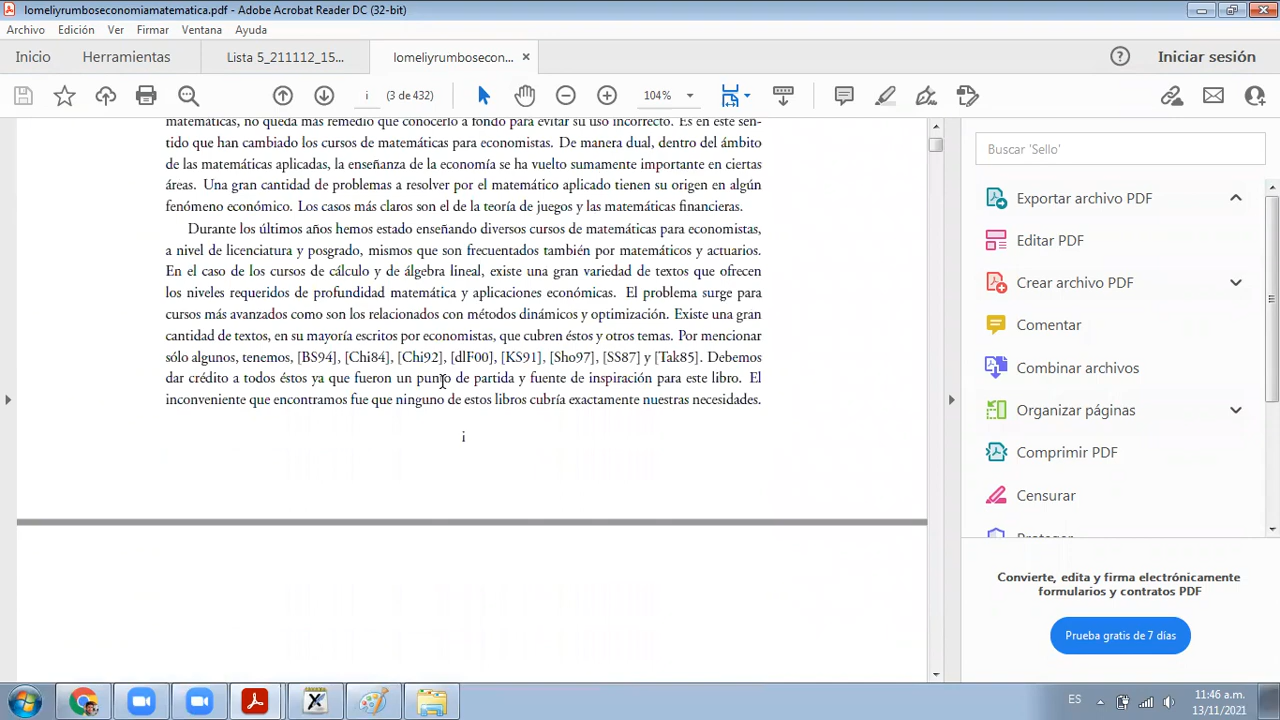 lomeliyrumboseconomiamatematica.pdf - Adobe Acrobat Reader DC (32-bit)
Archivo Edición Ver Firmar Ventana Ayuda
Inicio Herramientas Lista 5_211112_15... lomeliyrumbosecon... ×
Iniciar sesión
i (3 de 432) 104%
matemáticas, no queda más remedio que conocerlo a fondo para evitar su uso incorrecto. Es en este sen-
tido que han cambiado los cursos de matemáticas para economistas. De manera dual, dentro del ámbito
de las matemáticas aplicadas, la enseñanza de la economía se ha vuelto sumamente importante en ciertas
áreas. Una gran cantidad de problemas a resolver por el matemático aplicado tienen su origen en algún
fenómeno económico. Los casos más claros son el de la teoría de juegos y las matemáticas financieras.
Durante los últimos años hemos estado enseñando diversos cursos de matemáticas para economistas,
a nivel de licenciatura y posgrado, mismos que son frecuentados también por matemáticos y actuarios.
En el caso de los cursos de cálculo y de álgebra lineal, existe una gran variedad de textos que ofrecen
los niveles requeridos de profundidad matemática y aplicaciones económicas. El problema surge para
cursos más avanzados como son los relacionados con métodos dinámicos y optimización. Existe una gran
cantidad de textos, en su mayoría escritos por economistas, que cubren éstos y otros temas. Por mencionar
sólo algunos, tenemos, [BS94], [Chi84], [Chi92], [dlF00], [KS91], [Sho97], [SS87] y [Tak85]. Debemos
dar crédito a todos éstos ya que fueron un punto de partida y fuente de inspiración para este libro. El
inconveniente que encontramos fue que ninguno de estos libros cubría exactamente nuestras necesidades.
i
Buscar 'Sello'
Exportar archivo PDF
Editar PDF
Crear archivo PDF
Comentar
Combinar archivos
Organizar páginas
Comprimir PDF
Censurar
Proteger
Convierte, edita y firma electrónicamente
formularios y contratos PDF
Prueba gratis de 7 días
ES
11:46 a.m.
13/11/2021